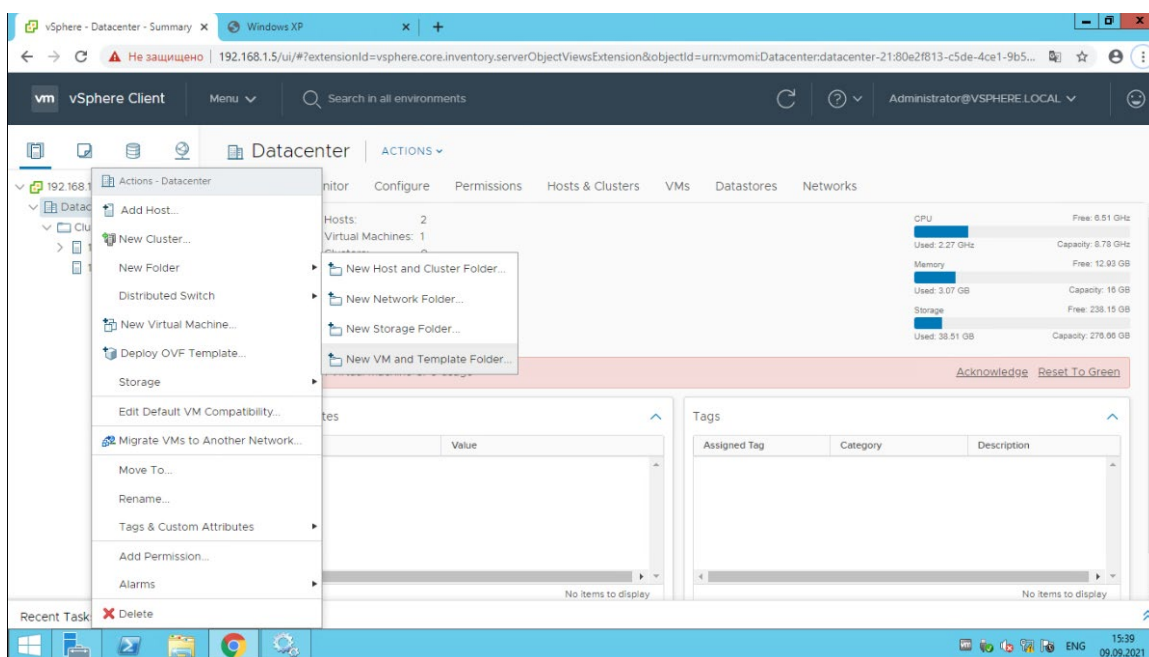 vSphere - Datacenter - Summary
Windows XP
Не защищено 192.168.1.5/ui/#?extensionId=vsphere.core.inventory.serverObjectViewsExtension&objectId=urn:vmomi:Datacenter:datacenter-21:80e2f813-c5de-4ce1-9b5...
vm vSphere Client Menu Search in all environments Administrator@VSPHERE.LOCAL
Datacenter ACTIONS
192.168.1
Datac
Clu
Actions - Datacenter
Add Host...
New Cluster...
New Folder
Distributed Switch
New Virtual Machine...
Deploy OVF Template...
Storage
Edit Default VM Compatibility...
Migrate VMs to Another Network...
Move To...
Rename...
Tags & Custom Attributes
Add Permission...
Alarms
Delete
New Host and Cluster Folder...
New Network Folder...
New Storage Folder...
New VM and Template Folder...
nitor Configure Permissions Hosts & Clusters VMs Datastores Networks
Hosts: 2
Virtual Machines: 1
CPU Free: 6.51 GHz
Used: 2.27 GHz Capacity: 8.78 GHz
Memory Free: 12.93 GB
Used: 3.07 GB Capacity: 16 GB
Storage Free: 238.15 GB
Used: 38.51 GB Capacity: 276.66 GB
Acknowledge Reset To Green
tes
Value
No items to display
Tags
Assigned Tag Category Description
No items to display
Recent Task
ENG
15:39
09.09.2021